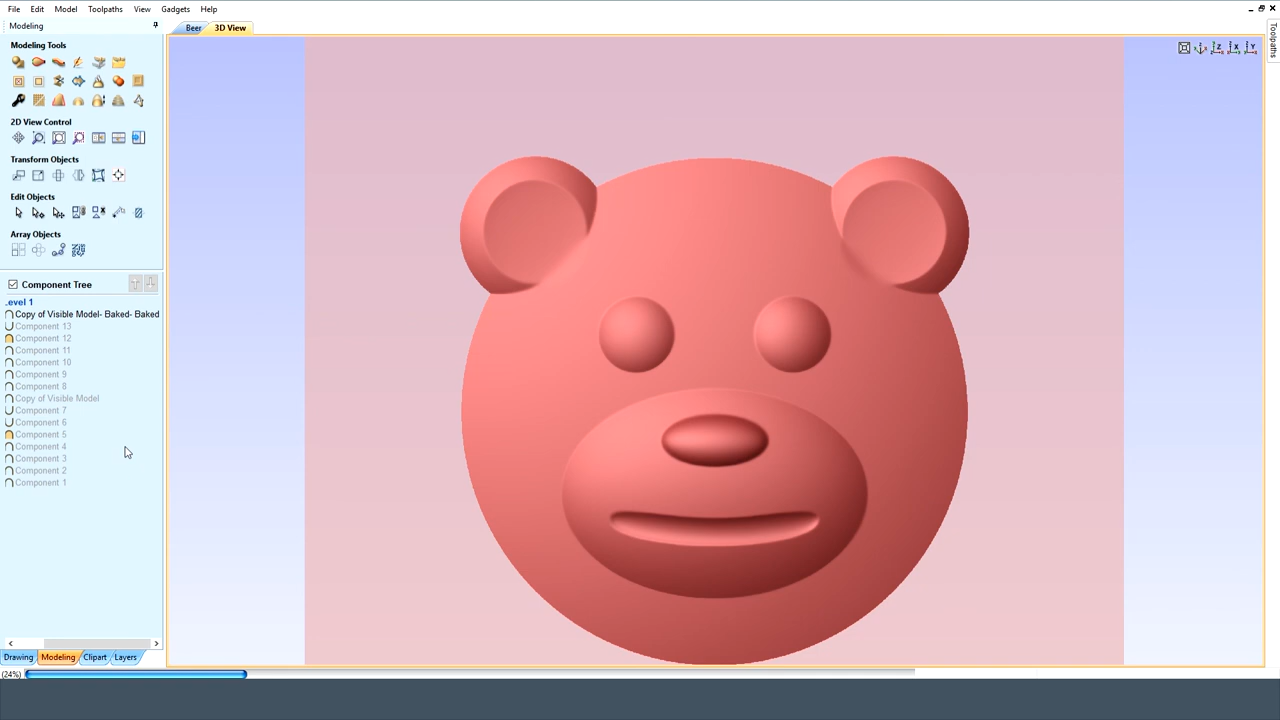 File Edit Model Toolpaths View Gadgets Help
Modeling
Beer 3D View
Toolpaths
Modeling Tools
2D View Control
Transform Objects
Edit Objects
Array Objects
Component Tree
Level 1
Copy of Visible Model- Baked- Baked
Component 13
Component 12
Component 11
Component 10
Component 9
Component 8
Copy of Visible Model
Component 7
Component 6
Component 5
Component 4
Component 3
Component 2
Component 1
Drawing Modeling Clipart Layers
(24%)